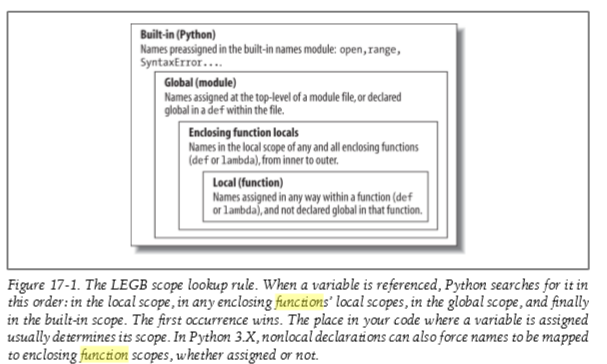 Built-in (Python)
Names preassigned in the built-in names module: open, range,
SyntaxError....
Global (module)
Names assigned at the top-level of a module file, or declared
global in a def within the file.
Enclosing function locals
Names in the local scope of any and all enclosing functions
(def or lambda), from inner to outer.
Local (function)
Names assigned in any way within a function (def
or lambda), and not declared global in that function.
Figure 17-1. The LEGB scope lookup rule. When a variable is referenced, Python searches for it in
this order: in the local scope, in any enclosing functions' local scopes, in the global scope, and finally
in the built-in scope. The first occurrence wins. The place in your code where a variable is assigned
usually determines its scope. In Python 3.X, nonlocal declarations can also force names to be mapped
to enclosing function scopes, whether assigned or not.